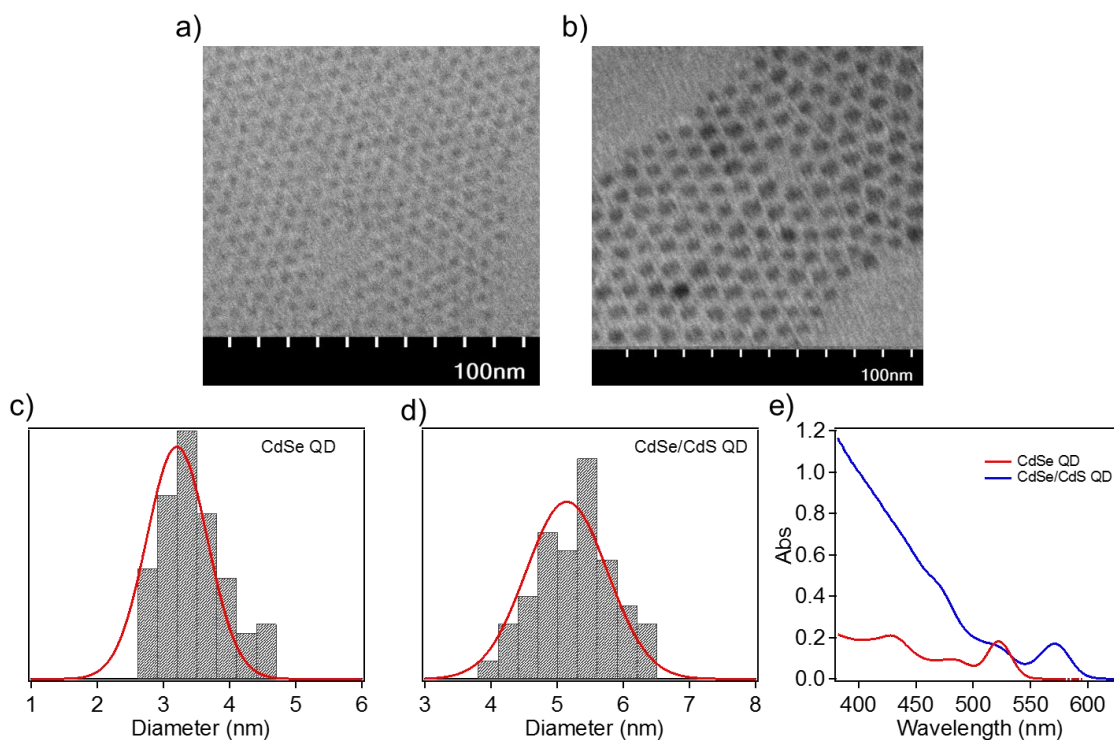 a)
b)
100nm
100nm
c)
d)
e)
CdSe QD
1 2 3 4 5 6
Diameter (nm)
CdSe/CdS QD
3 4 5 6 7 8
Diameter (nm)
1.2
1.0
0.8
0.6
0.4
0.2
0.0
Abs
CdSe QD
CdSe/CdS QD
400 450 500 550 600
Wavelength (nm)